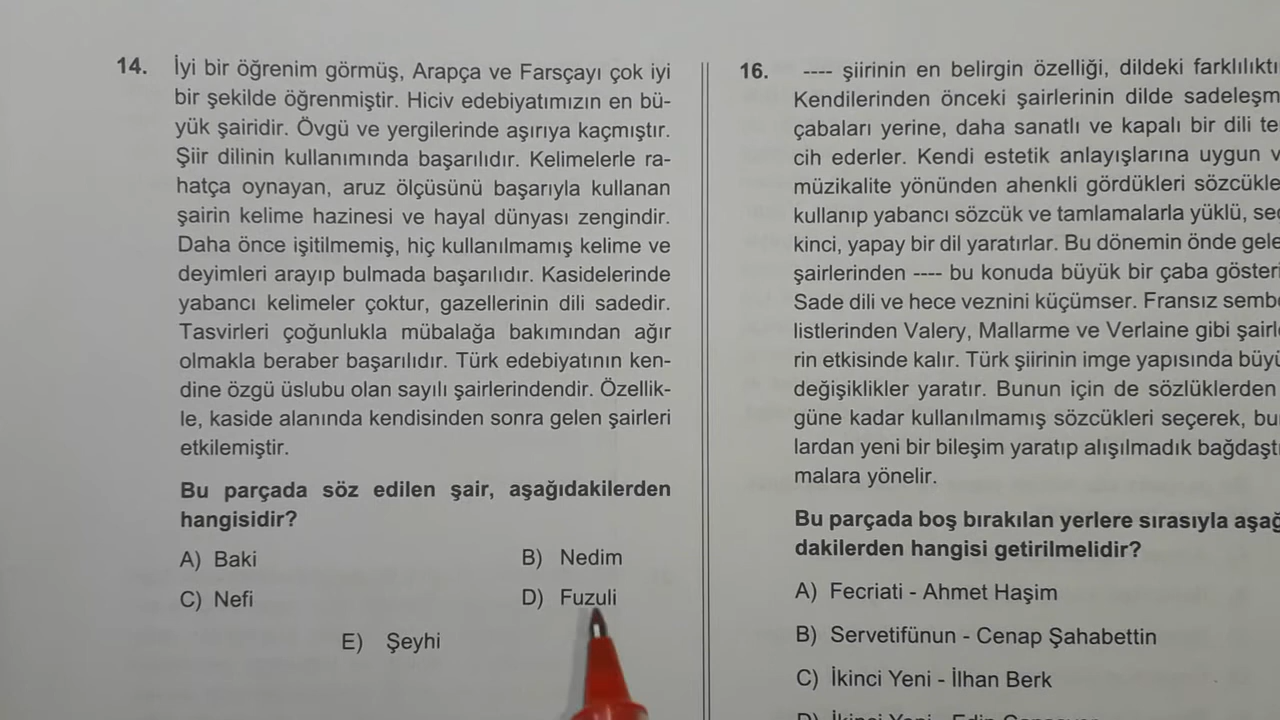 14. İyi bir öğrenim görmüş, Arapça ve Farsçayı çok iyi
bir şekilde öğrenmiştir. Hiciv edebiyatımızın en bü-
yük şairidir. Övgü ve yergilerinde aşırıya kaçmıştır.
Şiir dilinin kullanımında başarılıdır. Kelimelerle ra-
hatça oynayan, aruz ölçüsünü başarıyla kullanan
şairin kelime hazinesi ve hayal dünyası zengindir.
Daha önce işitilmemiş, hiç kullanılmamış kelime ve
deyimleri arayıp bulmada başarılıdır. Kasidelerinde
yabancı kelimeler çoktur, gazellerinin dili sadedir.
Tasvirleri çoğunlukla mübalağa bakımından ağır
olmakla beraber başarılıdır. Türk edebiyatının ken-
dine özgü üslubu olan sayılı şairlerindendir. Özellik-
le, kaside alanında kendisinden sonra gelen şairleri
etkilemiştir.
Bu parçada söz edilen şair, aşağıdakilerden
hangisidir?
A) Baki
B) Nedim
C) Nefi
D) Fuzuli
E) Şeyhi
16. ---- şiirinin en belirgin özelliği, dildeki farklılıktı
Kendilerinden önceki şairlerinin dilde sadeleşm
çabaları yerine, daha sanatlı ve kapalı bir dili te
cih ederler. Kendi estetik anlayışlarına uygun v
müzikalite yönünden ahenkli gördükleri sözcükle
kullanıp yabancı sözcük ve tamlamalarla yüklü, seç
kinci, yapay bir dil yaratırlar. Bu dönemin önde gele
şairlerinden ---- bu konuda büyük bir çaba gösteri
Sade dili ve hece veznini küçümser. Fransız sembo
listlerinden Valery, Mallarme ve Verlaine gibi şairle
rin etkisinde kalır. Türk şiirinin imge yapısında büyü
değişiklikler yaratır. Bunun için de sözlüklerden
güne kadar kullanılmamış sözcükleri seçerek, bu
lardan yeni bir bileşim yaratıp alışılmadık bağdaştı
malara yönelir.
Bu parçada boş bırakılan yerlere sırasıyla aşağ
dakilerden hangisi getirilmelidir?
A) Fecriati - Ahmet Haşim
B) Servetifünun - Cenap Şahabettin
C) İkinci Yeni - İlhan Berk